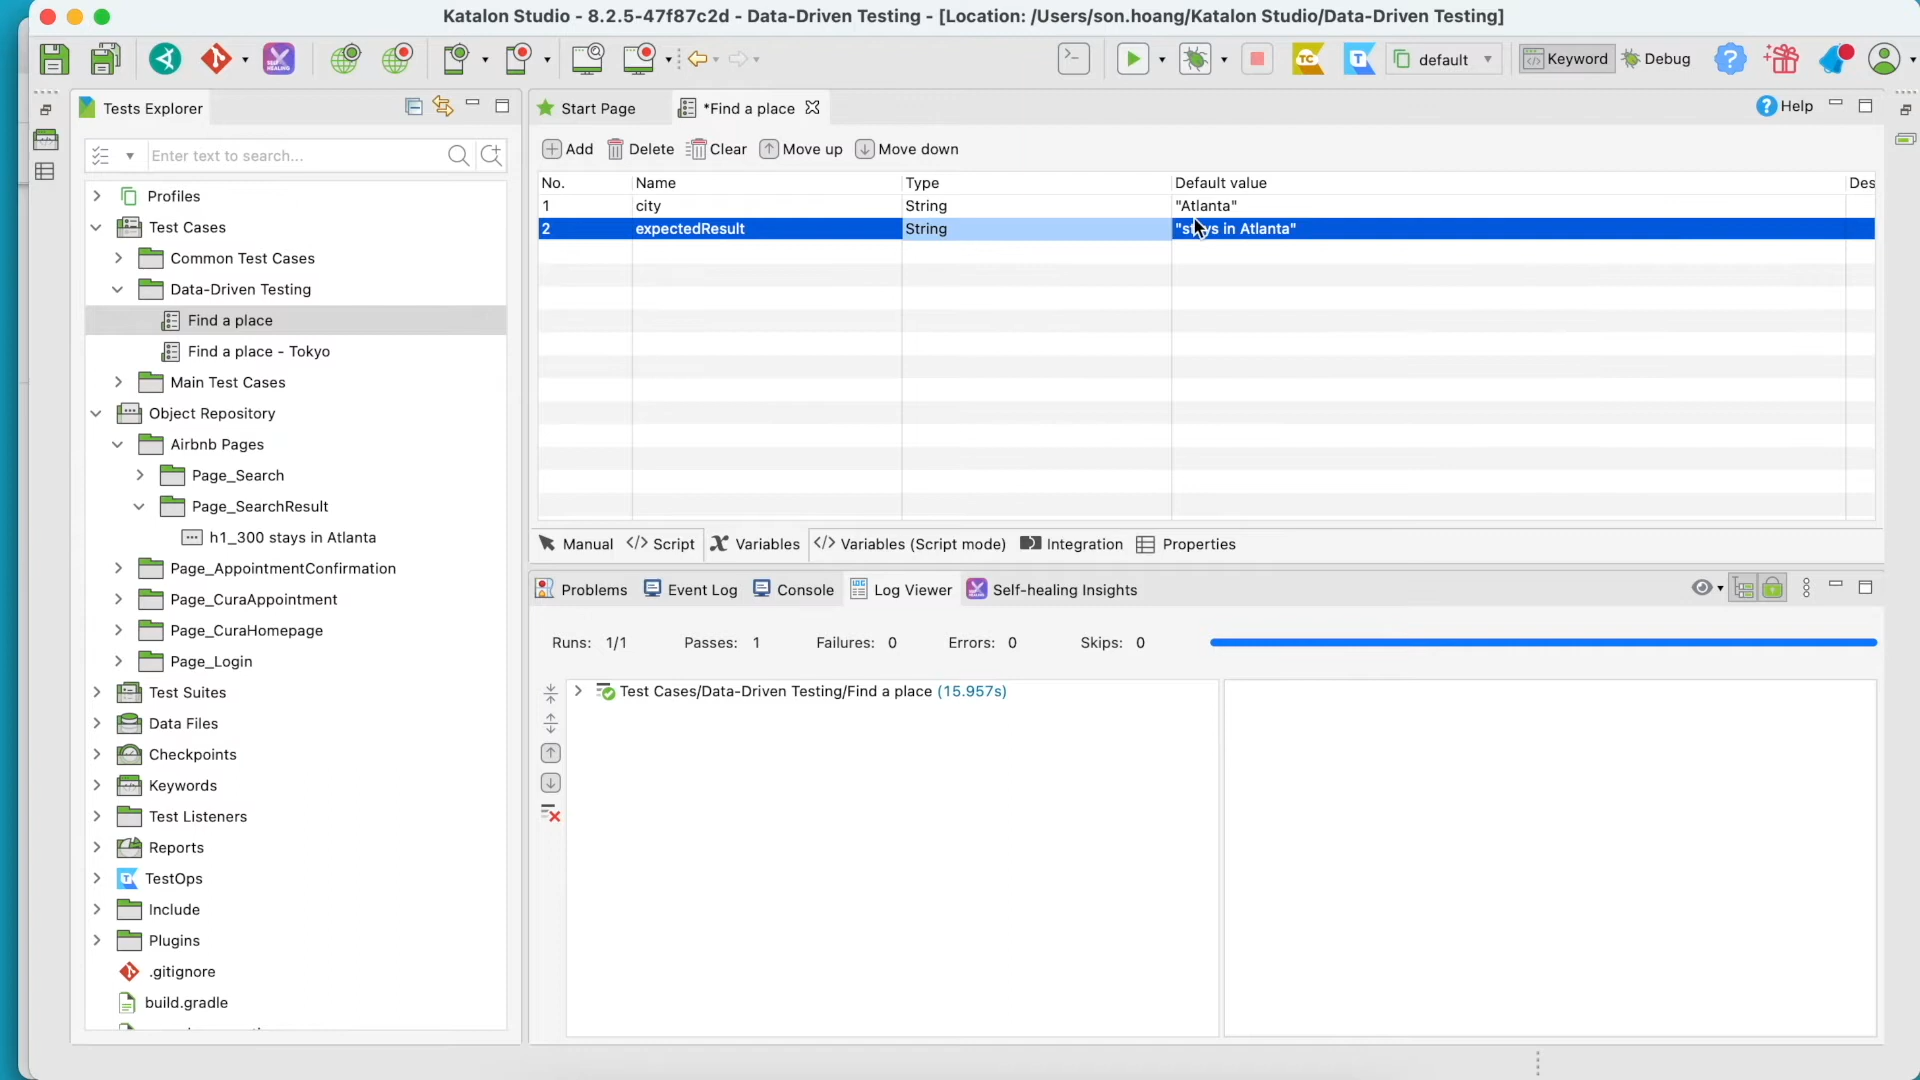 Katalon Studio - 8.2.5-47f87c2d - Data-Driven Testing - [Location: /Users/son.hoang/Katalon Studio/Data-Driven Testing]
SELF HEALING
TC
T
default
Keyword
Debug
Tests Explorer
Enter text to search...
Profiles
Test Cases
Common Test Cases
Data-Driven Testing
Find a place
Find a place - Tokyo
Main Test Cases
Object Repository
Airbnb Pages
Page_Search
Page_SearchResult
h1_300 stays in Atlanta
Page_AppointmentConfirmation
Page_CuraAppointment
Page_CuraHomepage
Page_Login
Test Suites
Data Files
Checkpoints
Keywords
Test Listeners
Reports
TestOps
Include
Plugins
.gitignore
build.gradle
Start Page
*Find a place
Help
Add Delete Clear Move up Move down
No. Name Type Default value Des
1 city String "Atlanta"
2 expectedResult String "stays in Atlanta"
Manual Script Variables Variables (Script mode) Integration Properties
Problems Event Log Console Log Viewer Self-healing Insights
Runs: 1/1 Passes: 1 Failures: 0 Errors: 0 Skips: 0
Test Cases/Data-Driven Testing/Find a place (15.957s)